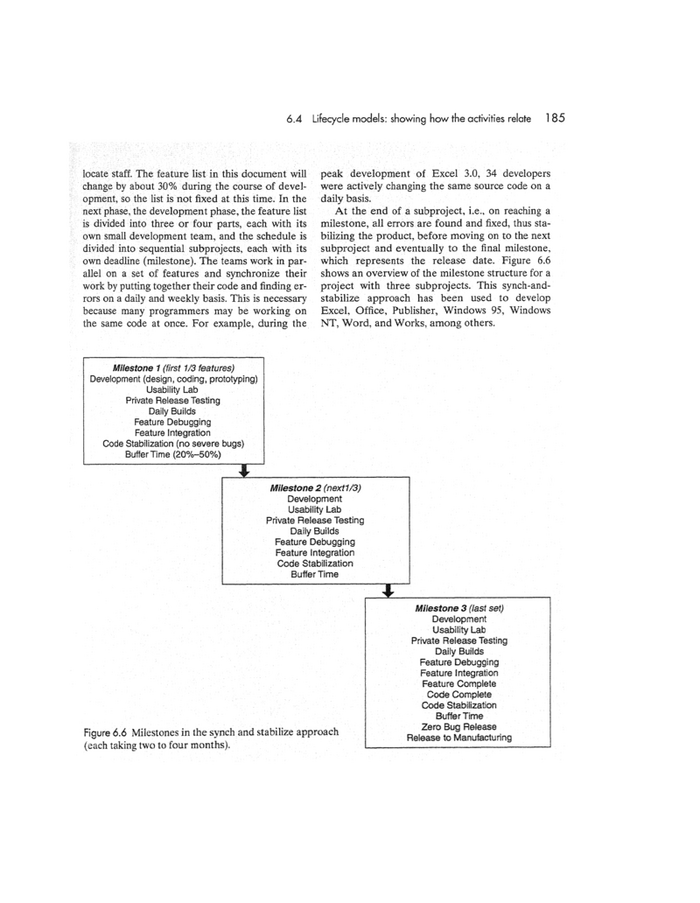 6.4 Lifecycle models: showing how the activities relate 185
locate staff. The feature list in this document will
change by about 30% during the course of devel-
opment, so the list is not fixed at this time. In the
next phase, the development phase, the feature list
is divided into three or four parts, each with its
own small development team, and the schedule is
divided into sequential subprojects, each with its
own deadline (milestone). The teams work in par-
allel on a set of features and synchronize their
work by putting together their code and finding er-
rors on a daily and weekly basis. This is necessary
because many programmers may be working on
the same code at once. For example, during the
peak development of Excel 3.0, 34 developers
were actively changing the same source code on a
daily basis.
At the end of a subproject, i.e., on reaching a
milestone, all errors are found and fixed, thus sta-
bilizing the product, before moving on to the next
subproject and eventually to the final milestone,
which represents the release date. Figure 6.6
shows an overview of the milestone structure for a
project with three subprojects. This synch-and-
stabilize approach has been used to develop
Excel, Office, Publisher, Windows 95, Windows
NT, Word, and Works, among others.
Milestone 1 (first 1/3 features)
Development (design, coding, prototyping)
Usability Lab
Private Release Testing
Daily Builds
Feature Debugging
Feature Integration
Code Stabilization (no severe bugs)
Buffer Time (20%–50%)
Milestone 2 (next1/3)
Development
Usability Lab
Private Release Testing
Daily Builds
Feature Debugging
Feature Integration
Code Stabilization
Buffer Time
Milestone 3 (last set)
Development
Usability Lab
Private Release Testing
Daily Builds
Feature Debugging
Feature Integration
Feature Complete
Code Complete
Code Stabilization
Buffer Time
Zero Bug Release
Release to Manufacturing
Figure 6.6 Milestones in the synch and stabilize approach
(each taking two to four months).